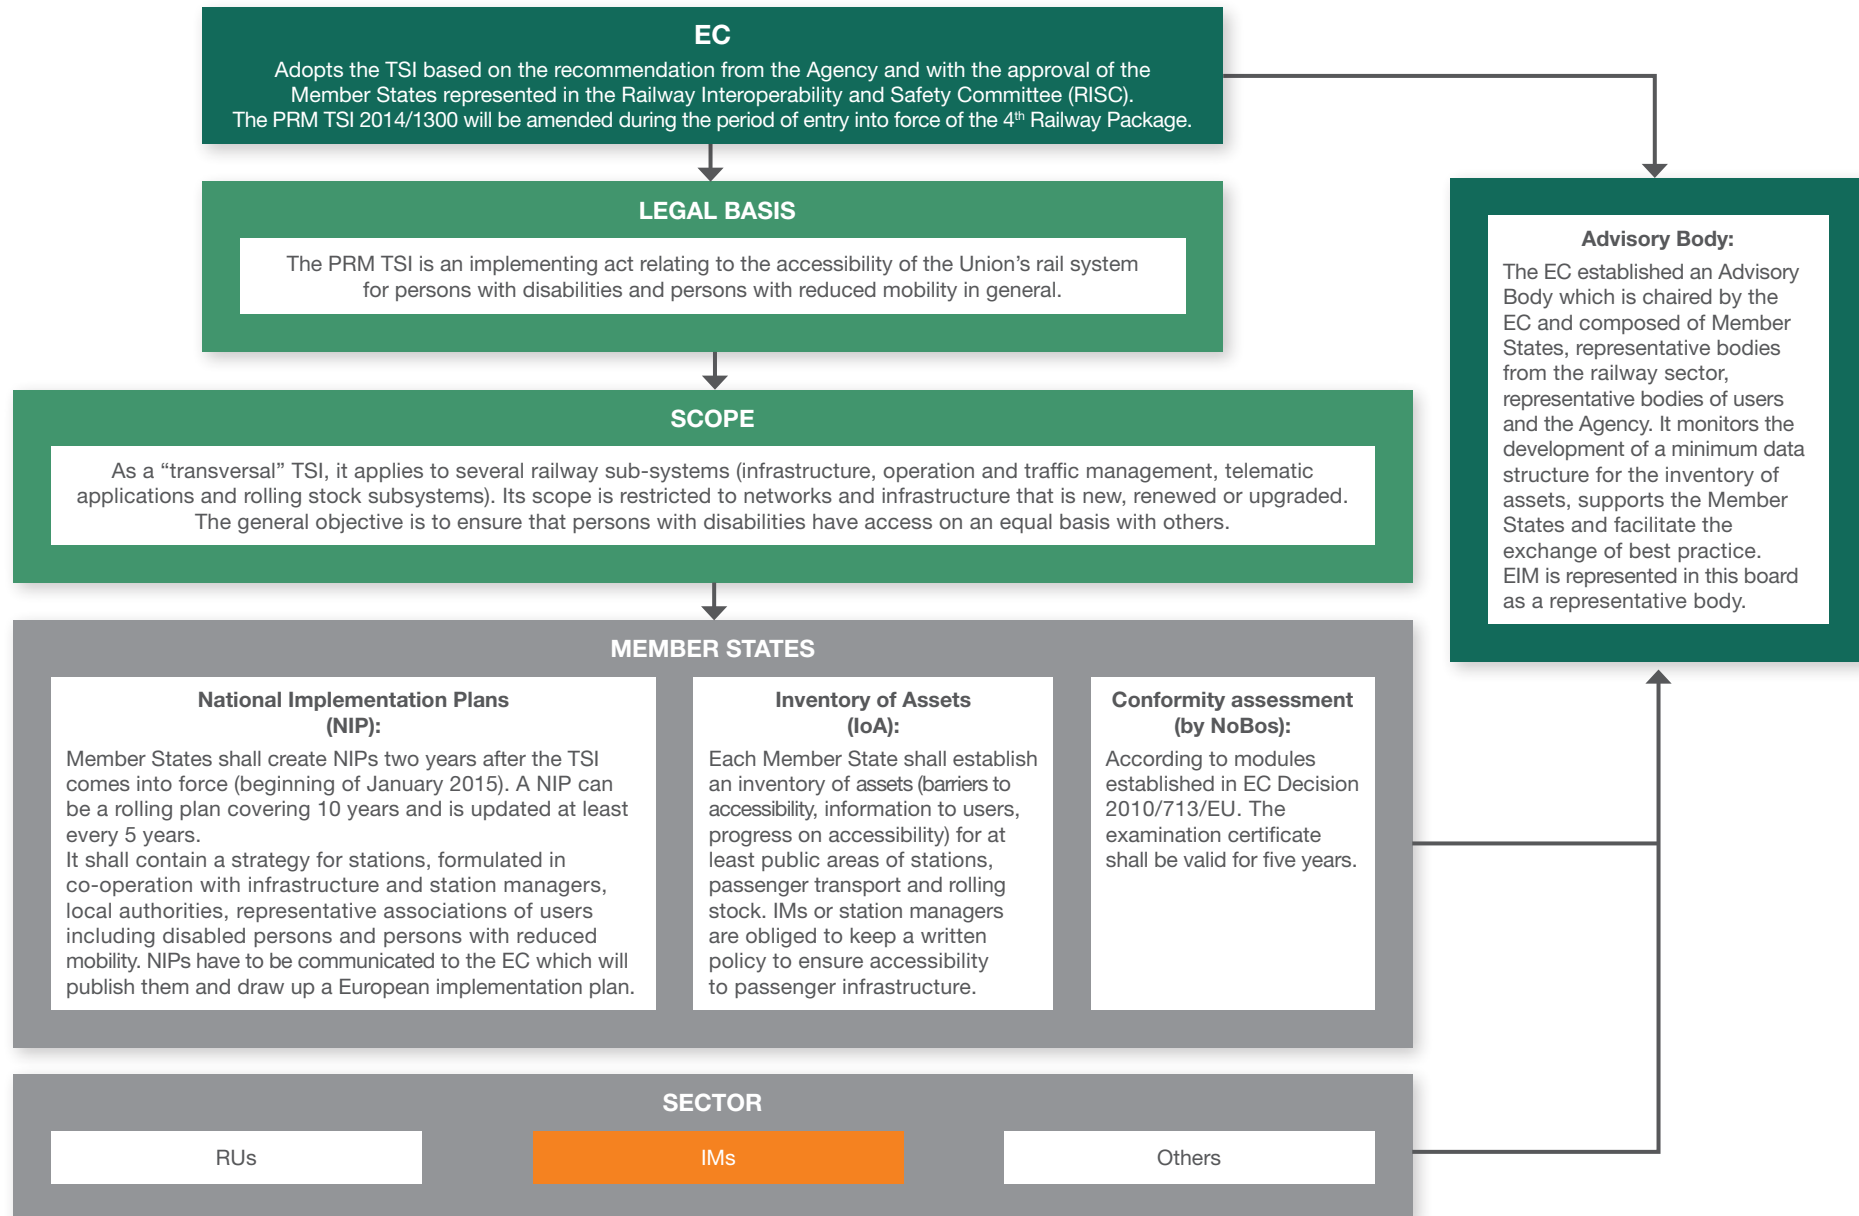 EC
Adopts the TSI based on the recommendation from the Agency and with the approval of the
Member States represented in the Railway Interoperability and Safety Committee (RISC).
The PRM TSI 2014/1300 will be amended during the period of entry into force of the 4th Railway Package.
LEGAL BASIS
The PRM TSI is an implementing act relating to the accessibility of the Union’s rail system
for persons with disabilities and persons with reduced mobility in general.
SCOPE
As a “transversal” TSI, it applies to several railway sub-systems (infrastructure, operation and traffic management, telematic
applications and rolling stock subsystems). Its scope is restricted to networks and infrastructure that is new, renewed or upgraded.
The general objective is to ensure that persons with disabilities have access on an equal basis with others.
Advisory Body:
The EC established an Advisory
Body which is chaired by the
EC and composed of Member
States, representative bodies
from the railway sector,
representative bodies of users
and the Agency. It monitors the
development of a minimum data
structure for the inventory of
assets, supports the Member
States and facilitate the
exchange of best practice.
EIM is represented in this board
as a representative body.
MEMBER STATES
National Implementation Plans
(NIP):
Member States shall create NIPs two years after the TSI
comes into force (beginning of January 2015). A NIP can
be a rolling plan covering 10 years and is updated at least
every 5 years.
It shall contain a strategy for stations, formulated in
co-operation with infrastructure and station managers,
local authorities, representative associations of users
including disabled persons and persons with reduced
mobility. NIPs have to be communicated to the EC which will
publish them and draw up a European implementation plan.
Inventory of Assets
(IoA):
Each Member State shall establish
an inventory of assets (barriers to
accessibility, information to users,
progress on accessibility) for at
least public areas of stations,
passenger transport and rolling
stock. IMs or station managers
are obliged to keep a written
policy to ensure accessibility
to passenger infrastructure.
Conformity assessment
(by NoBos):
According to modules
established in EC Decision
2010/713/EU. The
examination certificate
shall be valid for five years.
SECTOR
RUs
IMs
Others